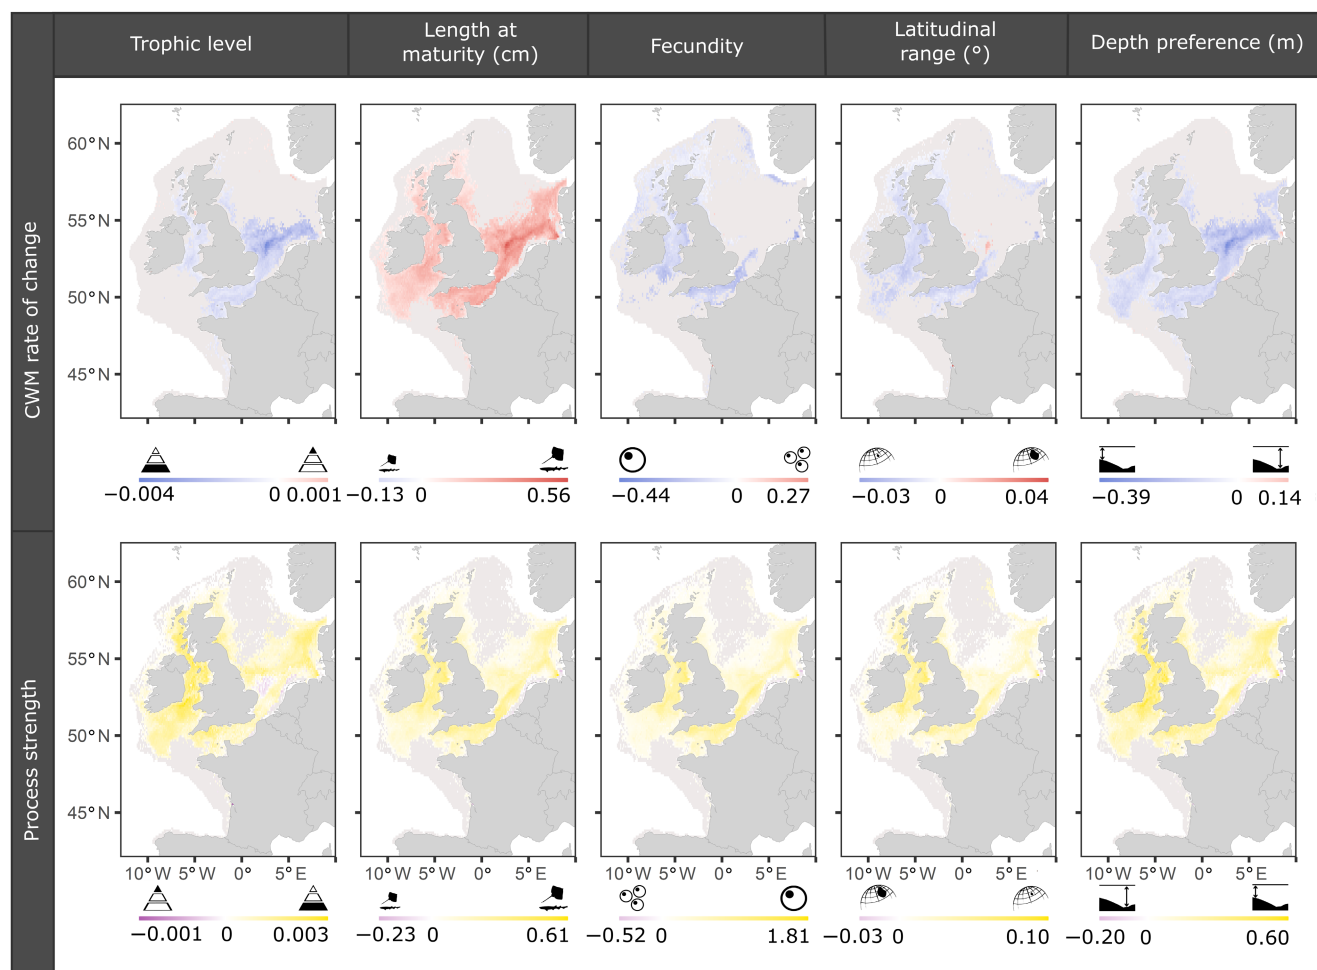 Trophic level
Length at
maturity (cm)
Fecundity
Latitudinal
range (°)
Depth preference (m)
CWM rate of change
60°N
55°N
50°N
45°N
−0.004 0 0.001
−0.13 0 0.56
−0.44 0 0.27
−0.03 0 0.04
−0.39 0 0.14
Process strength
60°N
55°N
50°N
45°N
10°W 5°W 0° 5°E
10°W 5°W 0° 5°E
10°W 5°W 0° 5°E
10°W 5°W 0° 5°E
10°W 5°W 0° 5°E
−0.001 0 0.003
−0.23 0 0.61
−0.52 0 1.81
−0.03 0 0.10
−0.20 0 0.60